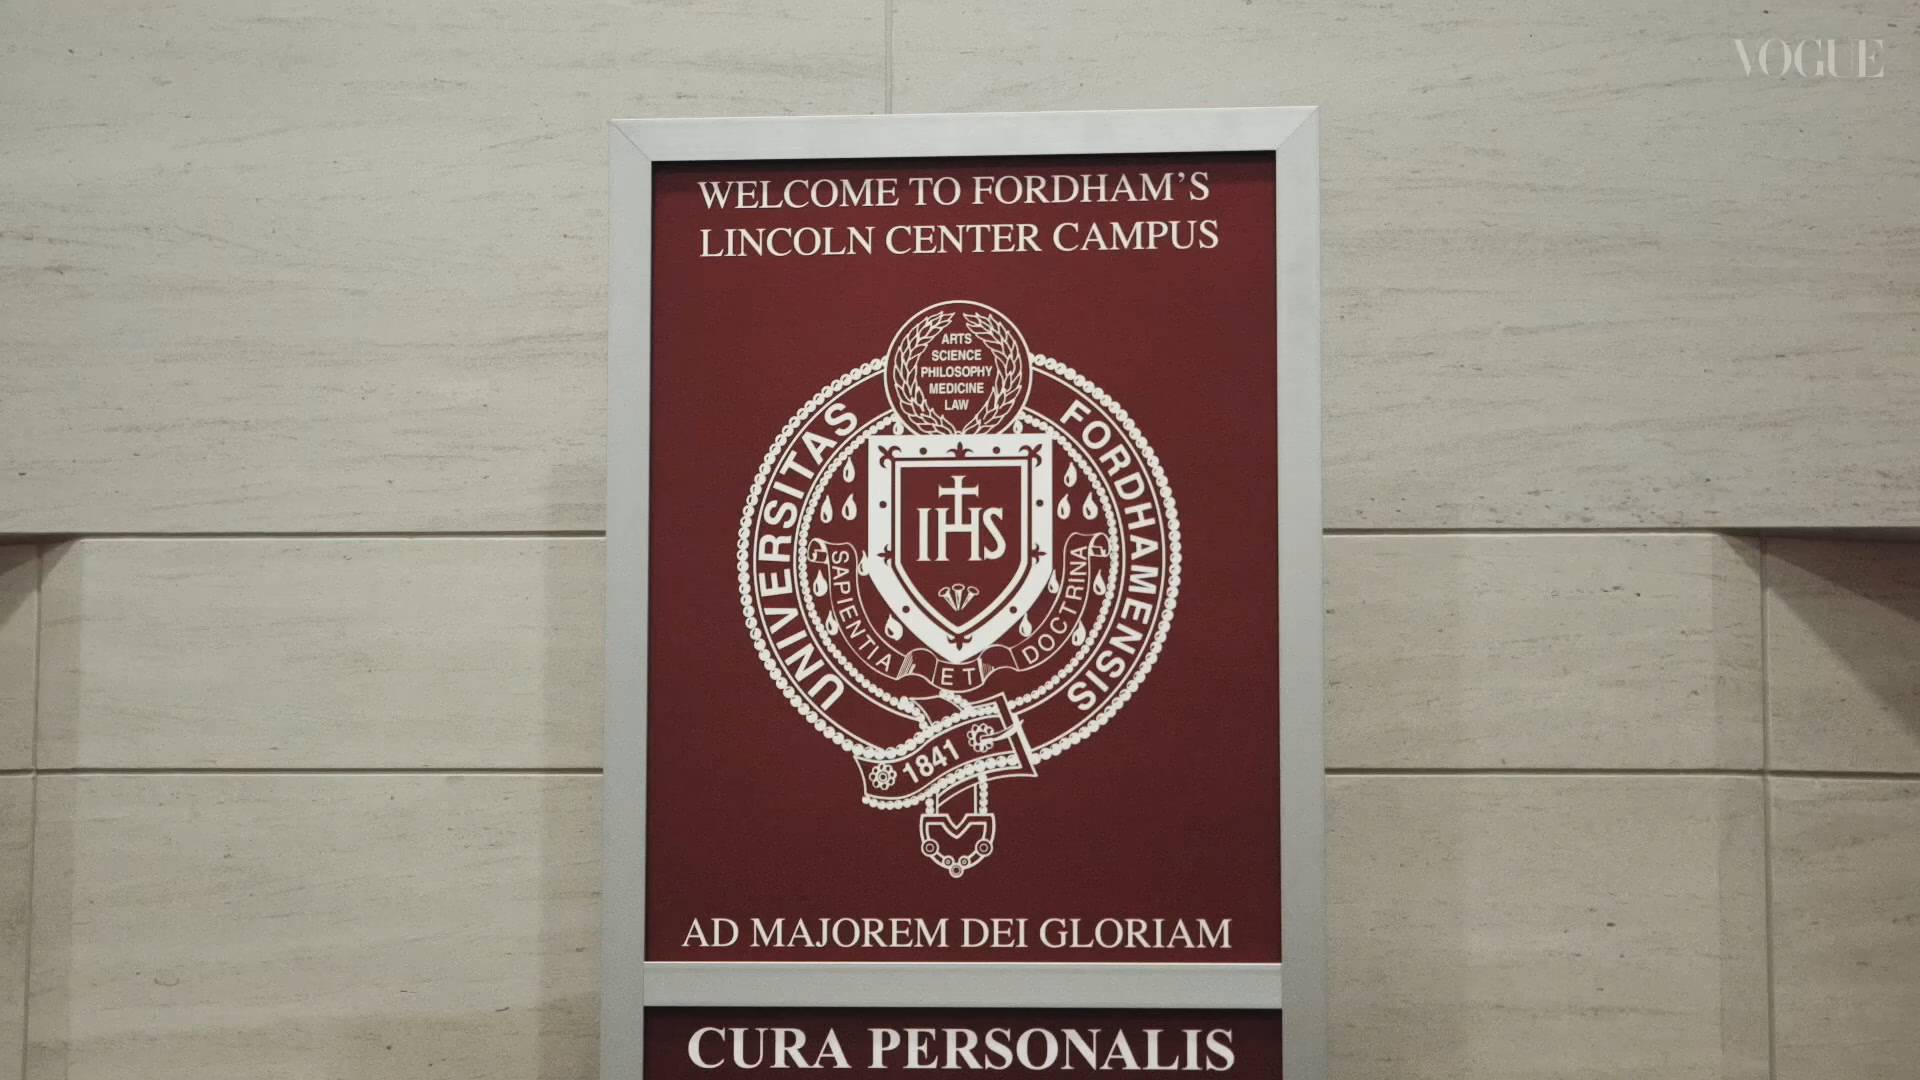 VOGUE
WELCOME TO FORDHAM'S
LINCOLN CENTER CAMPUS
ARTS
SCIENCE
PHILOSOPHY
MEDICINE
LAW
UNIVERSITAS FORDHAMENSIS
IHS
SAPIENTIA ET DOCTRINA
1841
AD MAJOREM DEI GLORIAM
CURA PERSONALIS